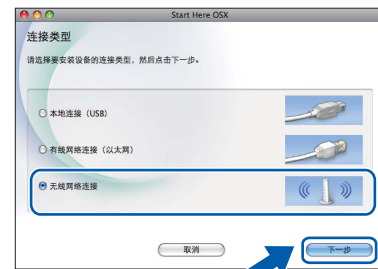 Start Here OSX
连接类型
请选择要安装设备的连接类型，然后点击下一步。
本地连接（USB）
有线网络连接（以太网）
无线网络连接
取消
下一步